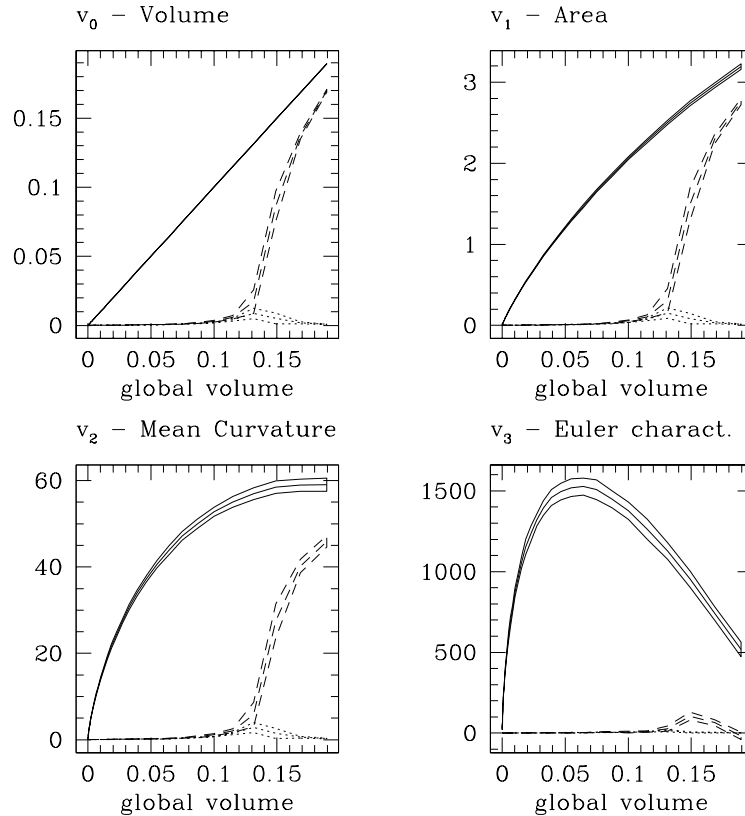 v0 – Volume
v1 – Area
0.15
0.1
0.05
0
3
2
1
0
0 0.05 0.1 0.15
0 0.05 0.1 0.15
global volume
global volume
v2 – Mean Curvature
v3 – Euler charact.
60
40
20
0
1500
1000
500
0
0 0.05 0.1 0.15
0 0.05 0.1 0.15
global volume
global volume